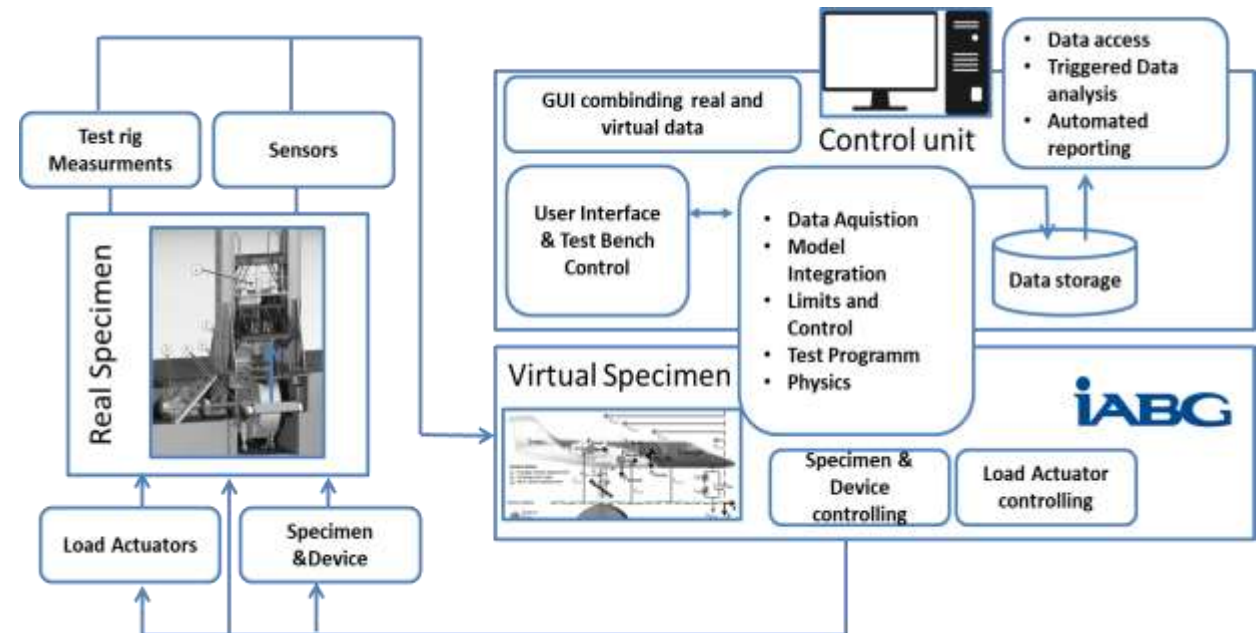 Test rig
Measurments
Sensors
Real Specimen
Load Actuators
Specimen
&Device
GUI combinding real and
virtual data
Control unit
• Data access
• Triggered Data
analysis
• Automated
reporting
User Interface
& Test Bench
Control
• Data Aquistion
• Model
Integration
• Limits and
Control
• Test Programm
• Physics
Data storage
Virtual Specimen
iABG
Specimen &
Device
controlling
Load Actuator
controlling